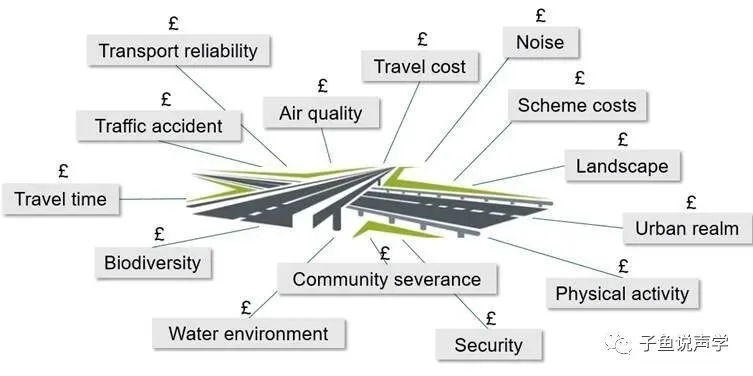 £
Transport reliability
£
Travel cost
£
Noise
£
Air quality
£
Scheme costs
£
Traffic accident
£
Landscape
£
Travel time
£
Urban realm
£
Biodiversity
£
Community severance
£
Physical activity
£
Water environment
£
Security
子鱼说声学